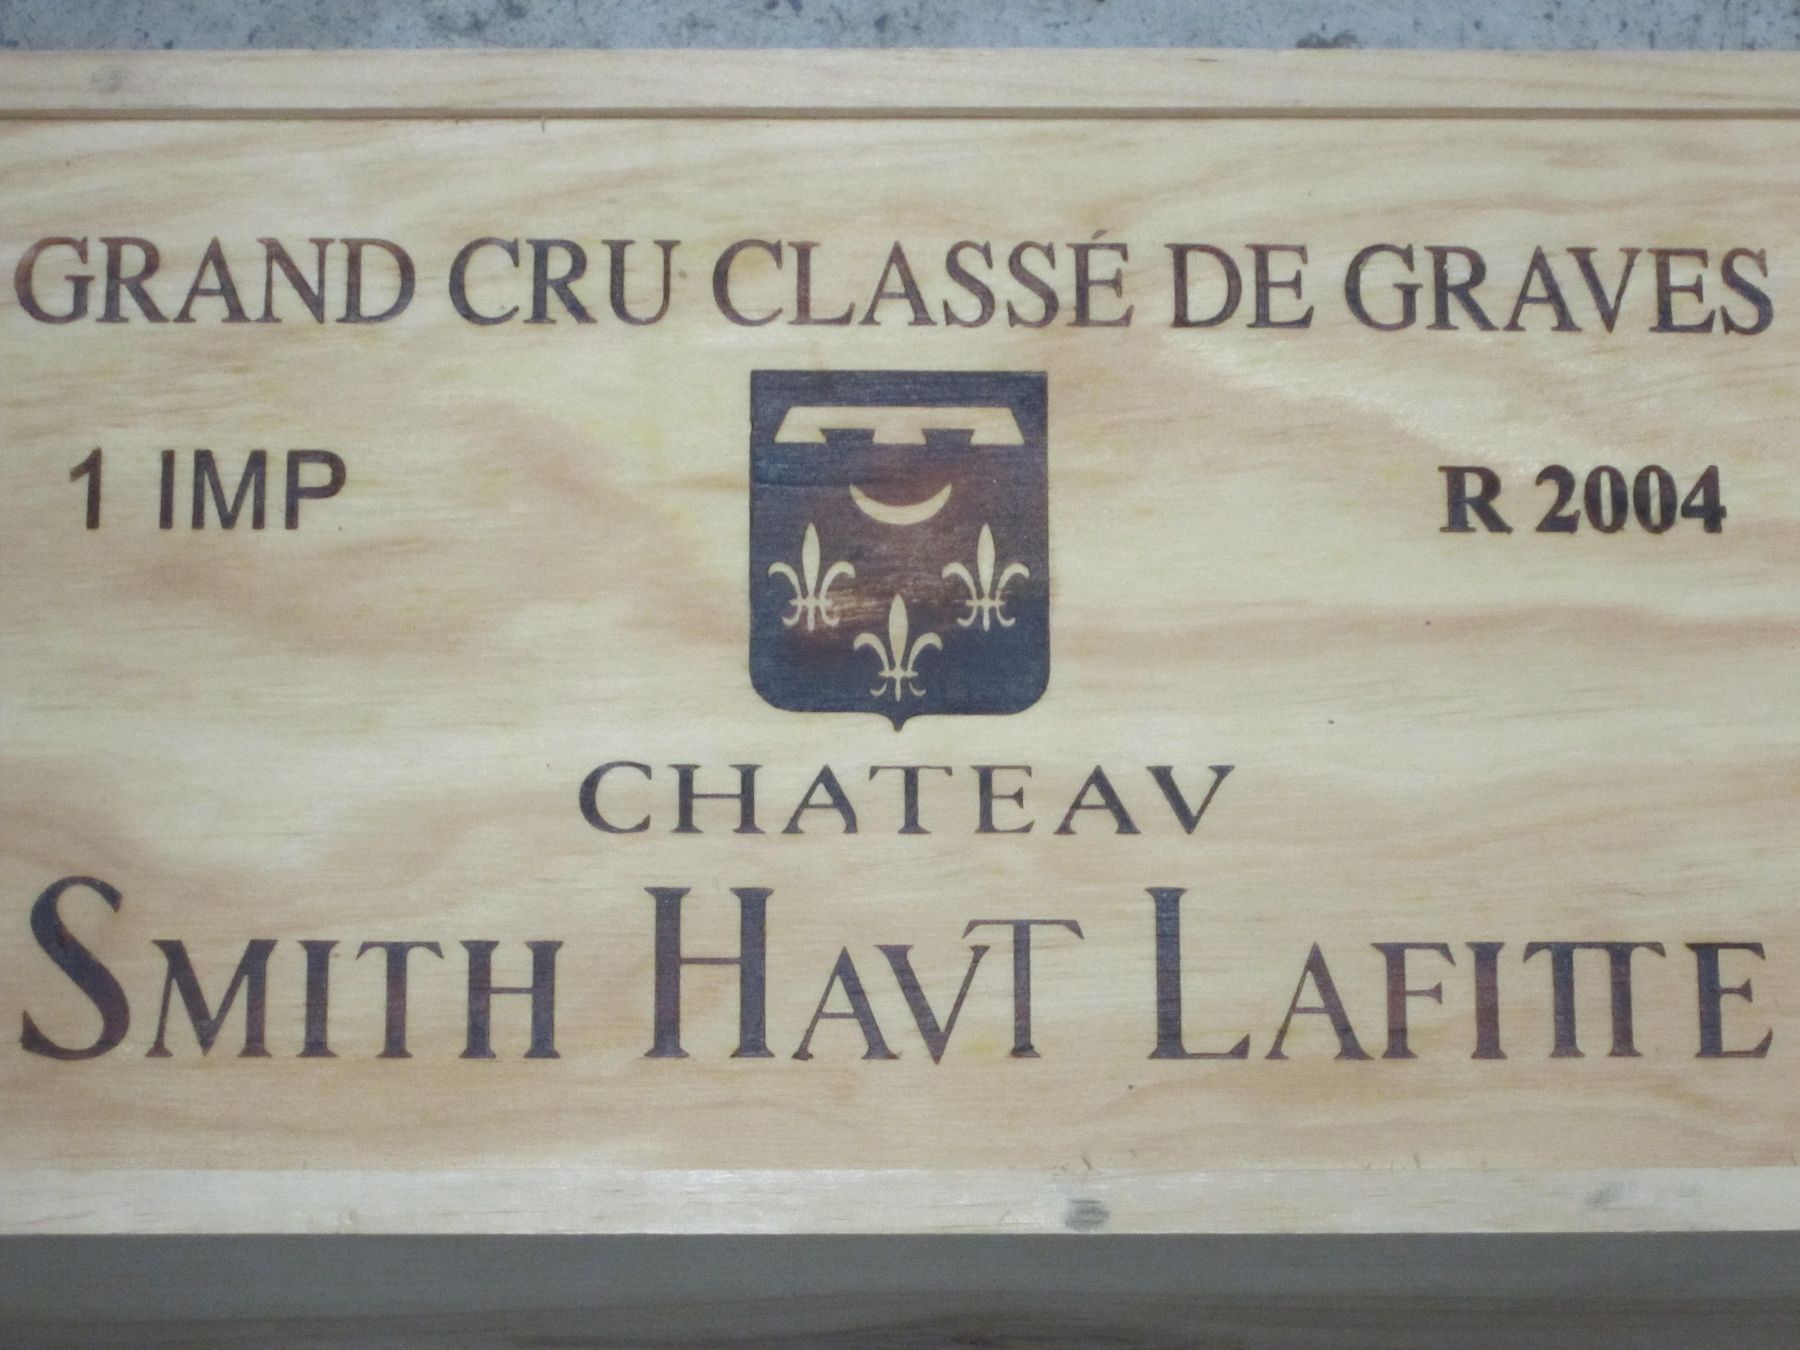 GRAND CRU CLASSÉ DE GRAVES
1 IMP
R 2004
CHATEAV
SMITH HAVT LAFITTE